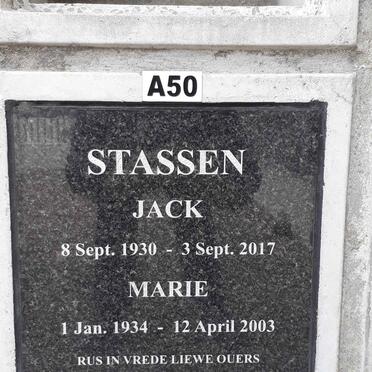 A50
STASSEN
JACK
8 Sept. 1930 - 3 Sept. 2017
MARIE
1 Jan. 1934 - 12 April 2003
RUS IN VREDE LIEWE OUERS